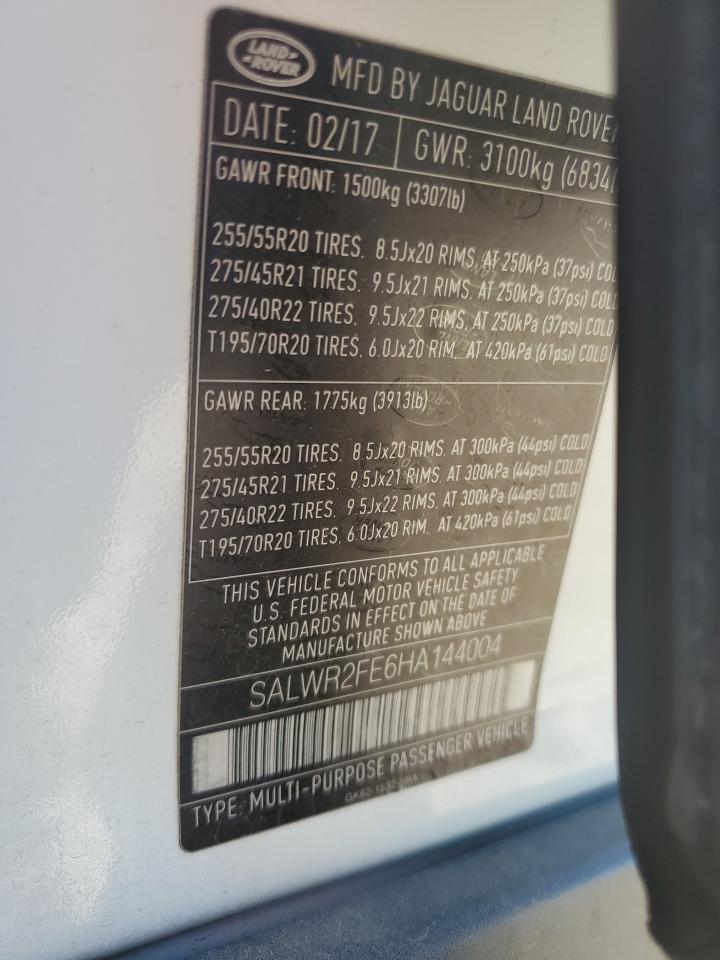 LAND
ROVER
MFD BY JAGUAR LAND ROVE
DATE: 02/17 GWR: 3100kg (6834
GAWR FRONT: 1500kg (3307lb)
255/55R20 TIRES. 8.5Jx20 RIMS. AT 250kPa (37psi) COL
275/45R21 TIRES. 9.5Jx21 RIMS. AT 250kPa (37psi) COLD
275/40R22 TIRES. 9.5Jx22 RIMS. AT 250kPa (37psi) COLD
T195/70R20 TIRES. 6.0Jx20 RIM. AT 420kPa (61psi) COLD
GAWR REAR: 1775kg (3913lb)
255/55R20 TIRES. 8.5Jx20 RIMS. AT 300kPa (44psi) COLD
275/45R21 TIRES. 9.5Jx21 RIMS. AT 300kPa (44psi) COLD
275/40R22 TIRES. 9.5Jx22 RIMS. AT 300kPa (44psi) COLD
T195/70R20 TIRES. 6.0Jx20 RIM. AT 420kPa (61psi) COLD
THIS VEHICLE CONFORMS TO ALL APPLICABLE
U.S. FEDERAL MOTOR VEHICLE SAFETY
STANDARDS IN EFFECT ON THE DATE OF
MANUFACTURE SHOWN ABOVE
SALWR2FE6HA144004
TYPE: MULTI-PURPOSE PASSENGER VEHICLE